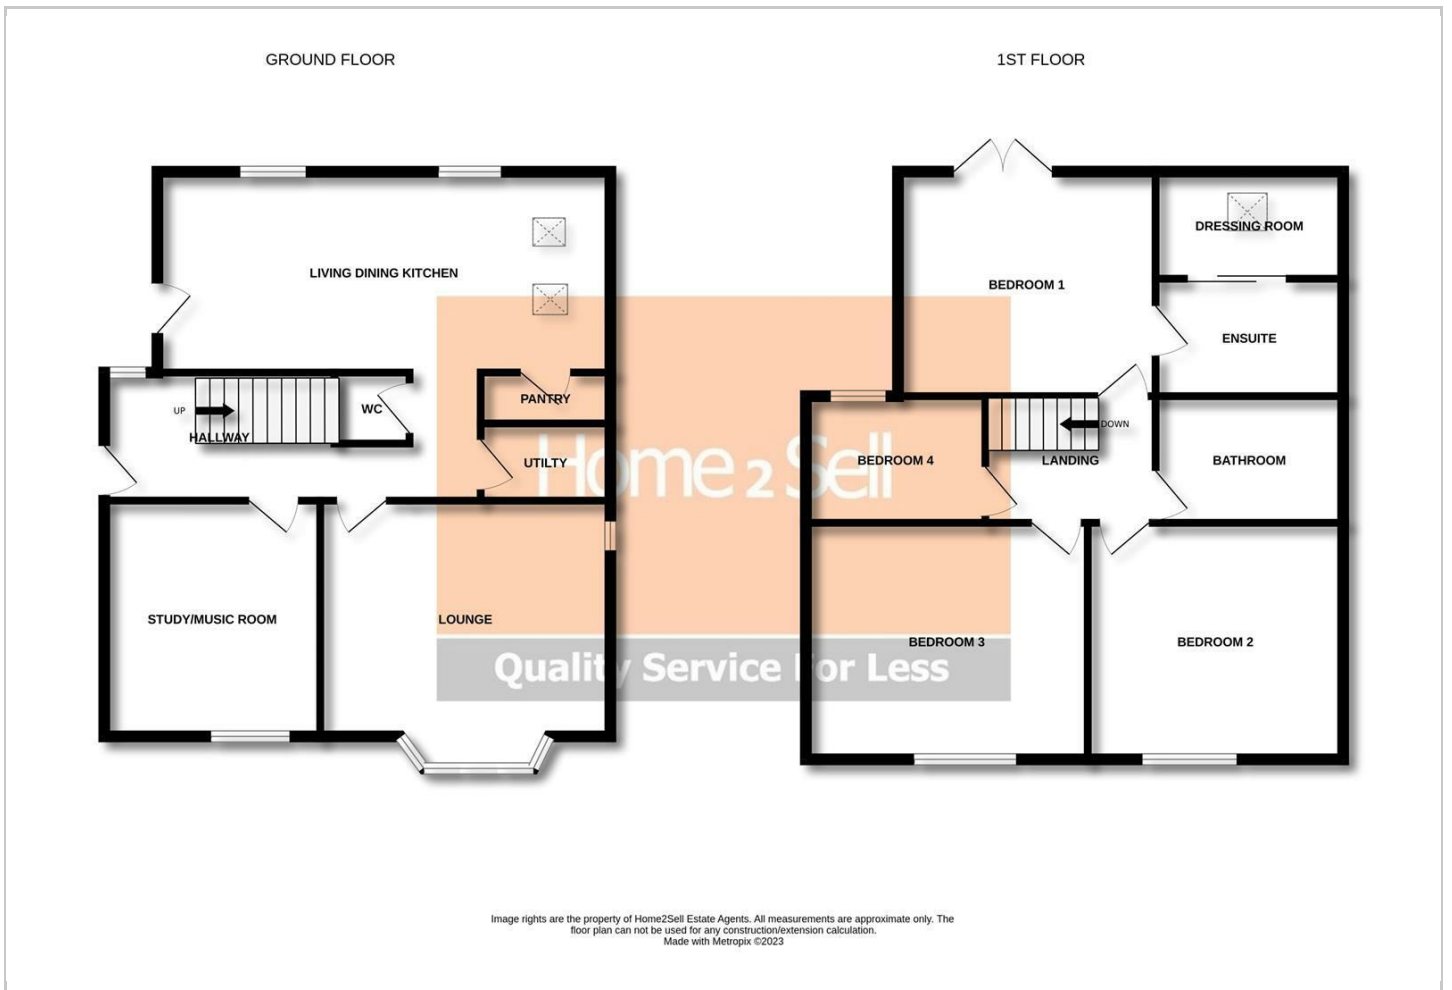 GROUND FLOOR
1ST FLOOR
LIVING DINING KITCHEN
UP
HALLWAY
WC
PANTRY
UTILTY
STUDY/MUSIC ROOM
LOUNGE
BEDROOM 1
DRESSING ROOM
ENSUITE
BEDROOM 4
DOWN
LANDING
BATHROOM
BEDROOM 3
BEDROOM 2
Home 2 Sell
Quality Service For Less
Image rights are the property of Home2Sell Estate Agents. All measurements are approximate only. The
floor plan can not be used for any construction/extension calculation.
Made with Metropix ©2023